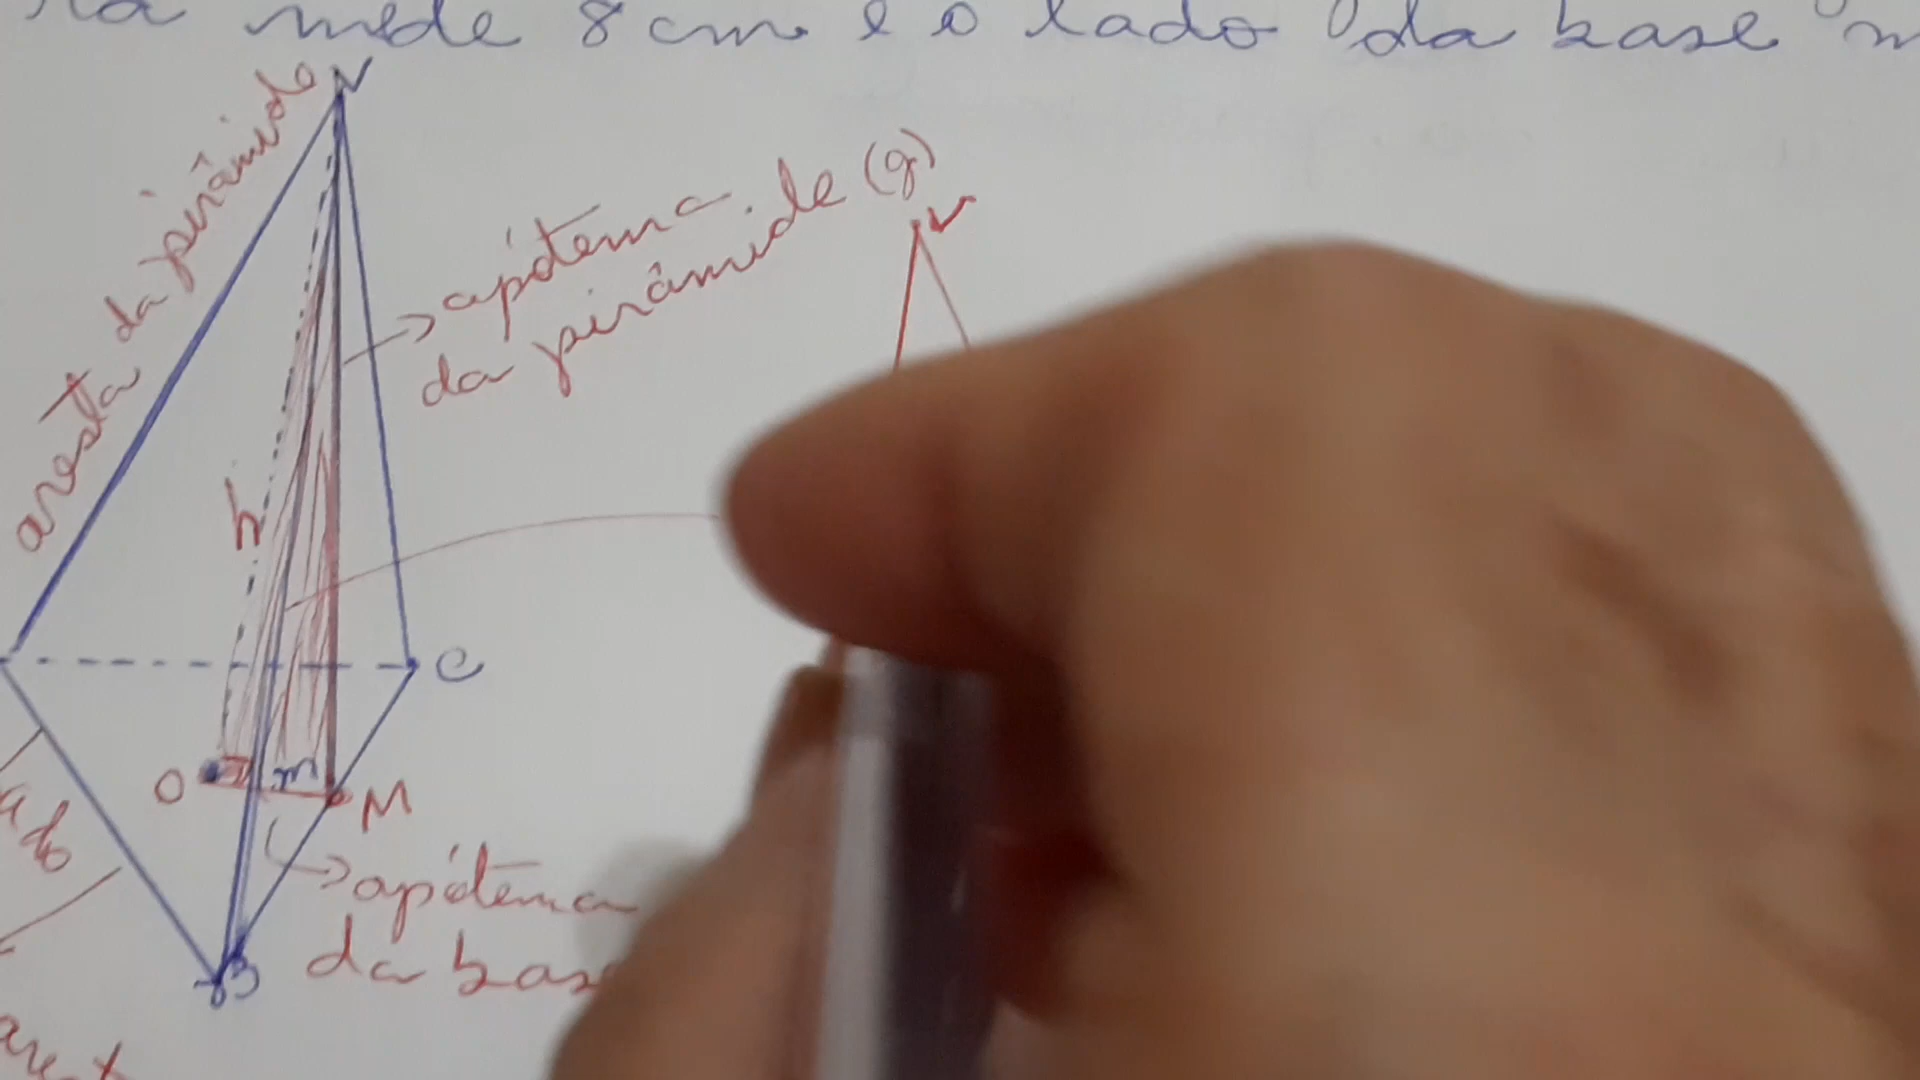 mede 8 cm e o lado da base
V
aresta da pirâmide
apótema
da pirâmide (g)
V
h
C
O
m
M
apótema
da base
B